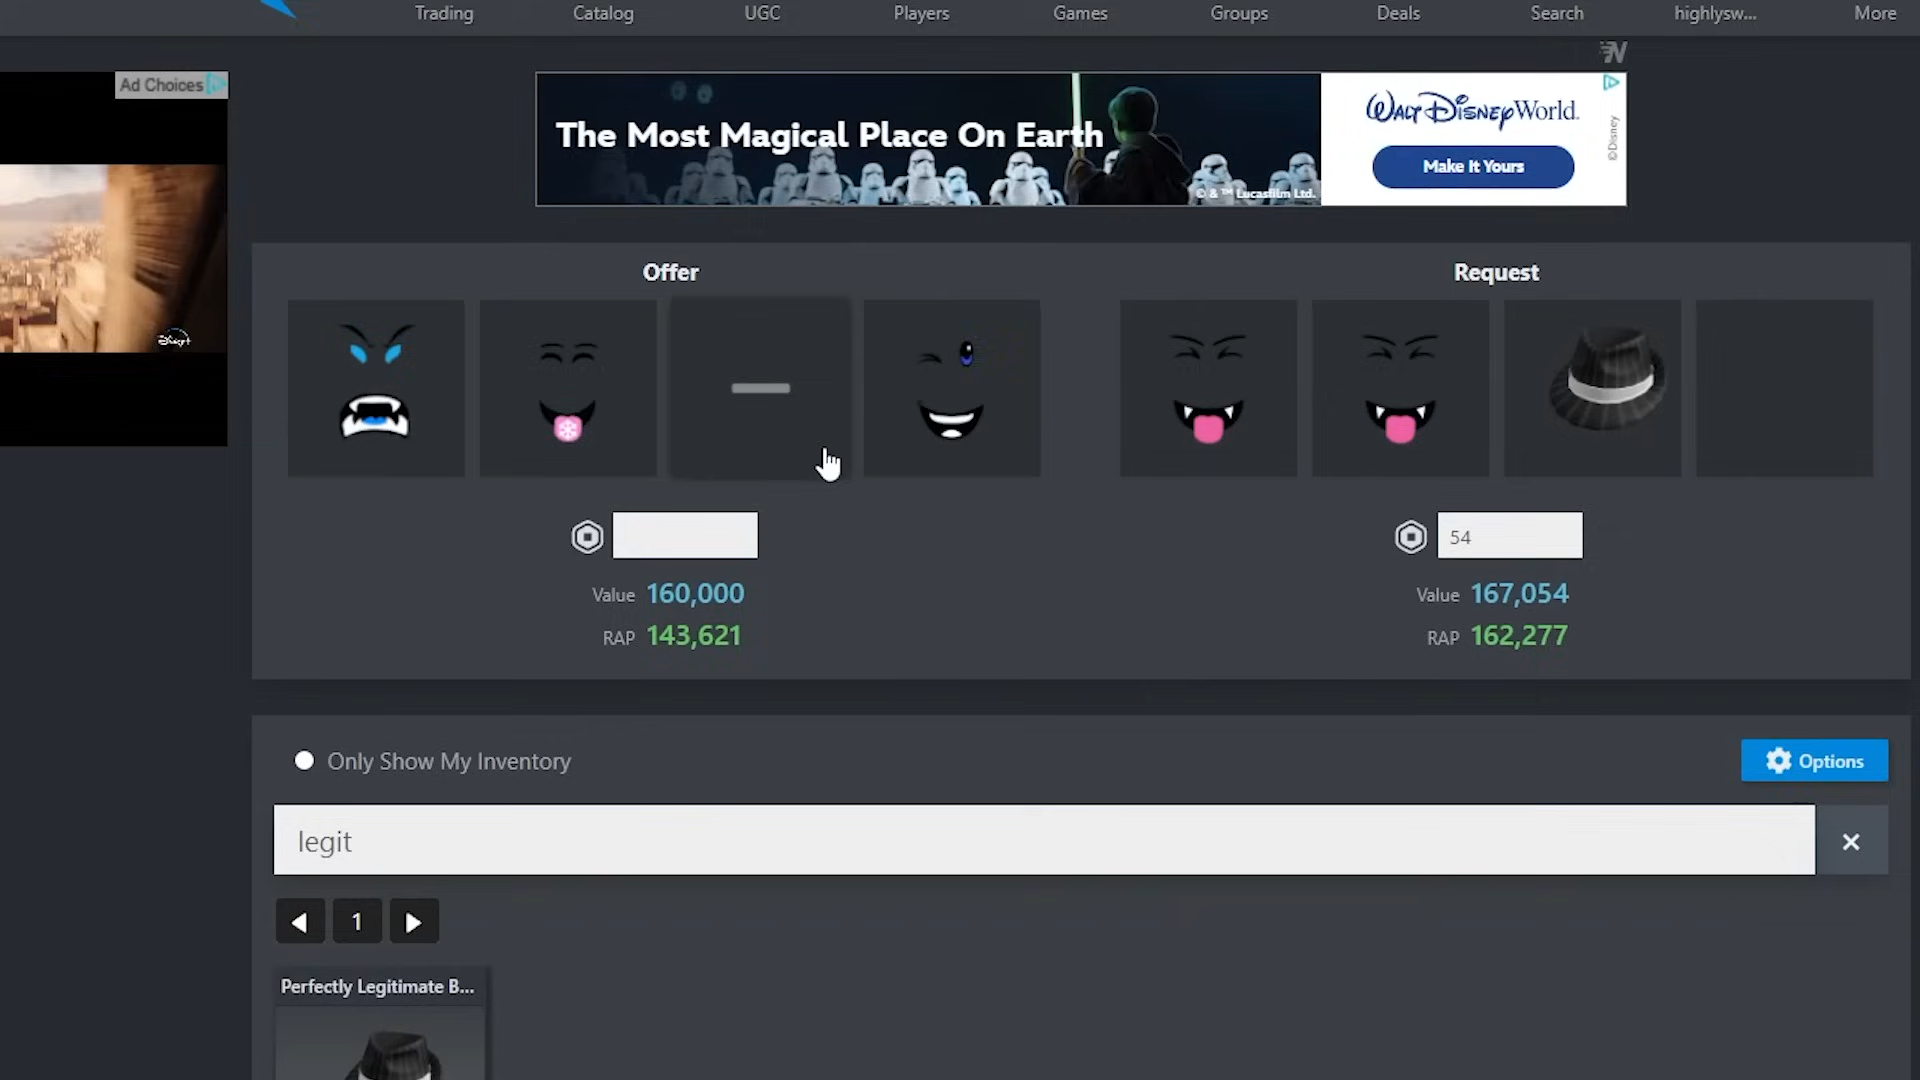 Trading Catalog UGC Players Games Groups Deals Search highlysw... More
Ad Choices
The Most Magical Place On Earth
© & ™ Lucasfilm Ltd.
WALT DISNEY World.
Make It Yours
©Disney
Disney+
Offer
Request
54
Value 160,000
RAP 143,621
Value 167,054
RAP 162,277
Only Show My Inventory
Options
legit
1
Perfectly Legitimate B...